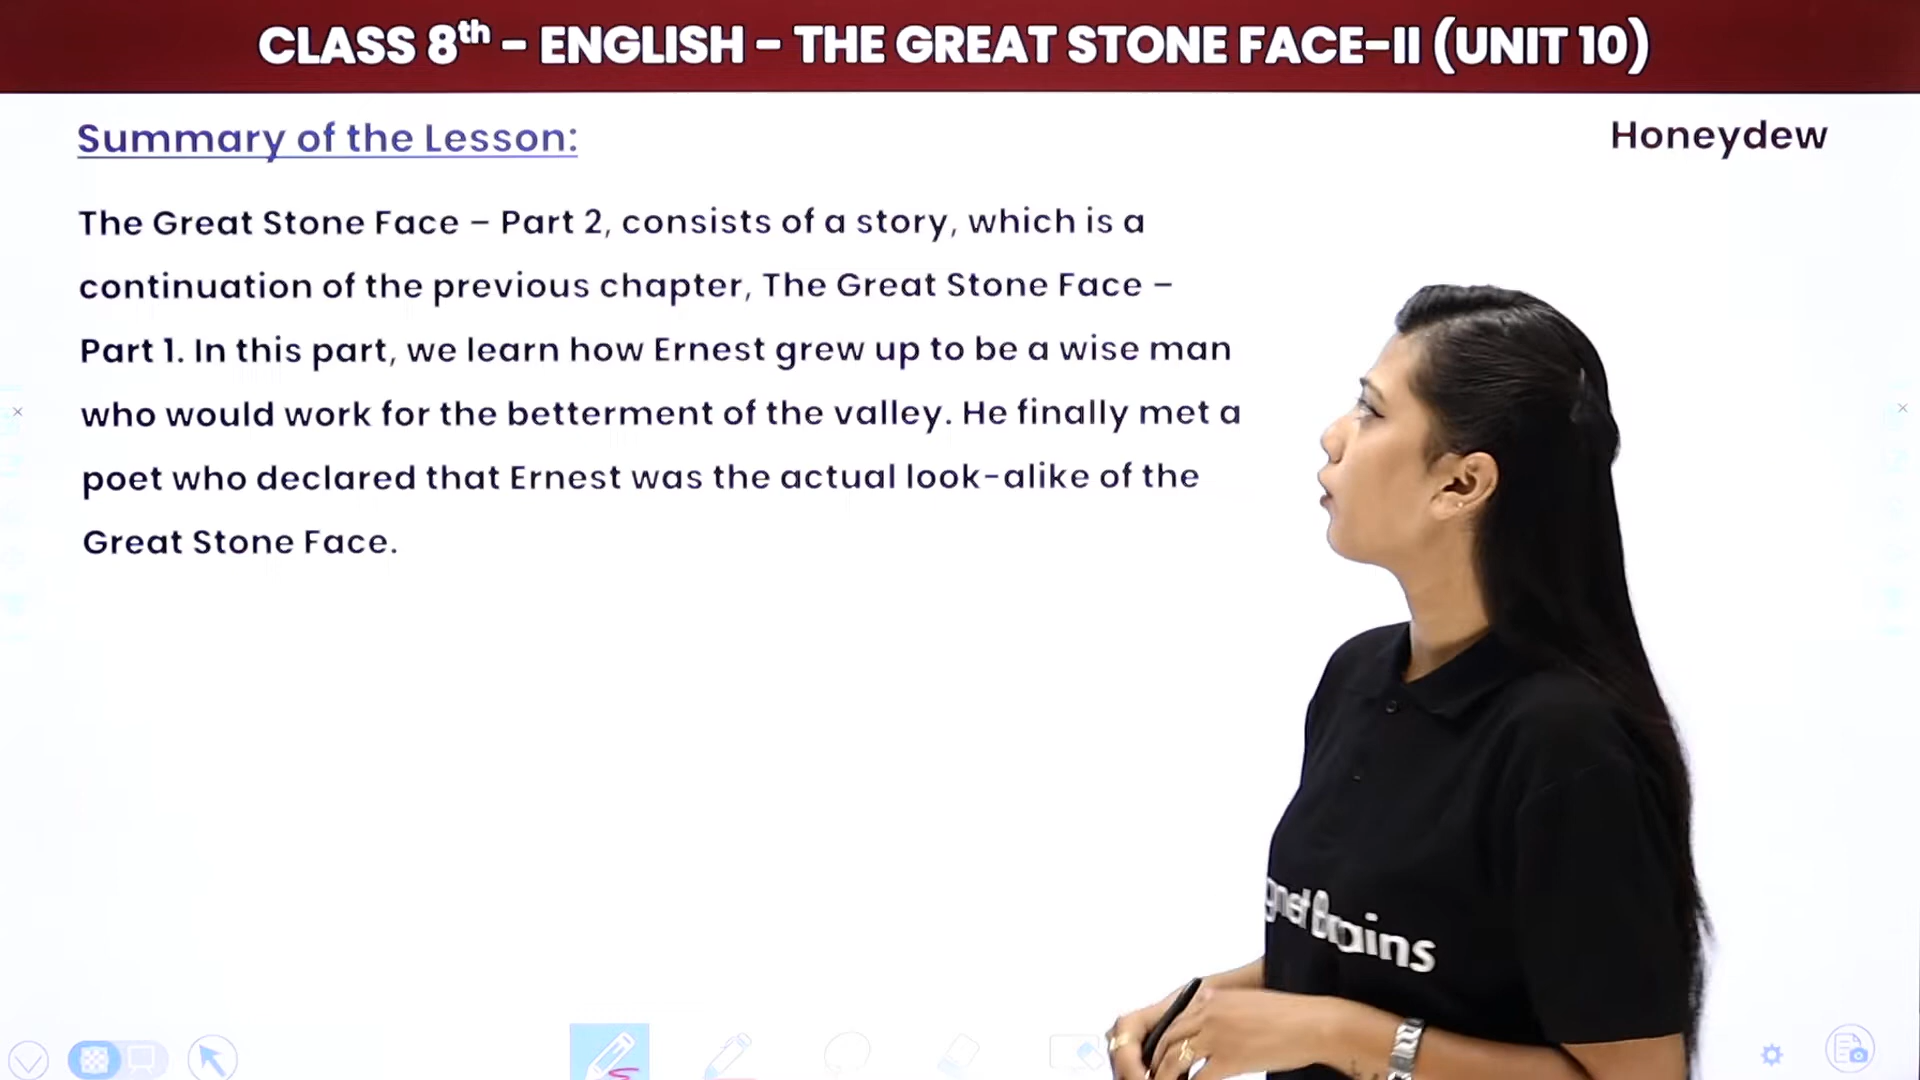 CLASS 8th - ENGLISH - THE GREAT STONE FACE-II (UNIT 10)
Summary of the Lesson:
Honeydew
The Great Stone Face – Part 2, consists of a story, which is a
continuation of the previous chapter, The Great Stone Face –
Part 1. In this part, we learn how Ernest grew up to be a wise man
who would work for the betterment of the valley. He finally met a
poet who declared that Ernest was the actual look-alike of the
Great Stone Face.
gnet Brains